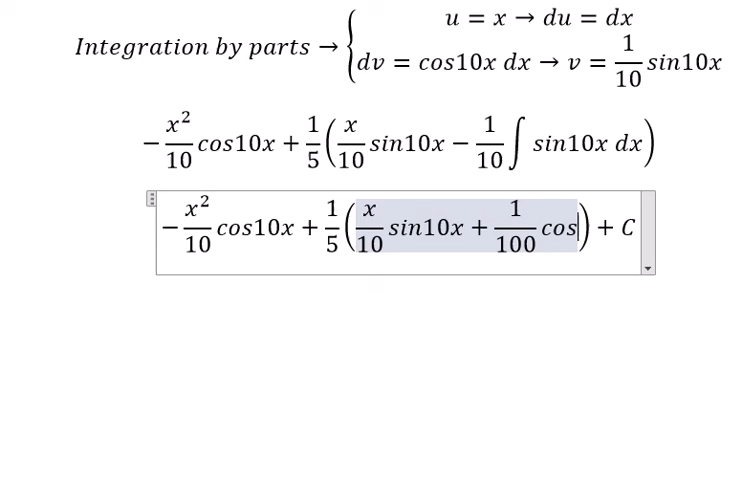 Integration by parts → { u = x → du = dx
dv = cos10x dx → v = 1/10 sin10x
− x²/10 cos10x + 1/5 ( x/10 sin10x − 1/10 ∫ sin10x dx )
− x²/10 cos10x + 1/5 ( x/10 sin10x + 1/100 cos ) + C